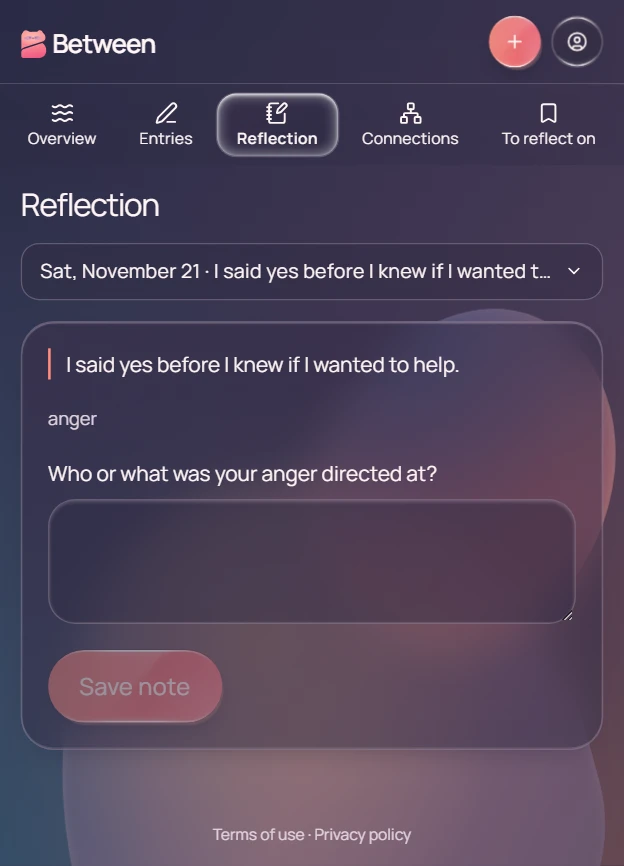 Between
Overview
Entries
Reflection
Connections
To reflect on
Reflection
Sat, November 21 · I said yes before I knew if I wanted t...
I said yes before I knew if I wanted to help.
anger
Who or what was your anger directed at?
Save note
Terms of use · Privacy policy